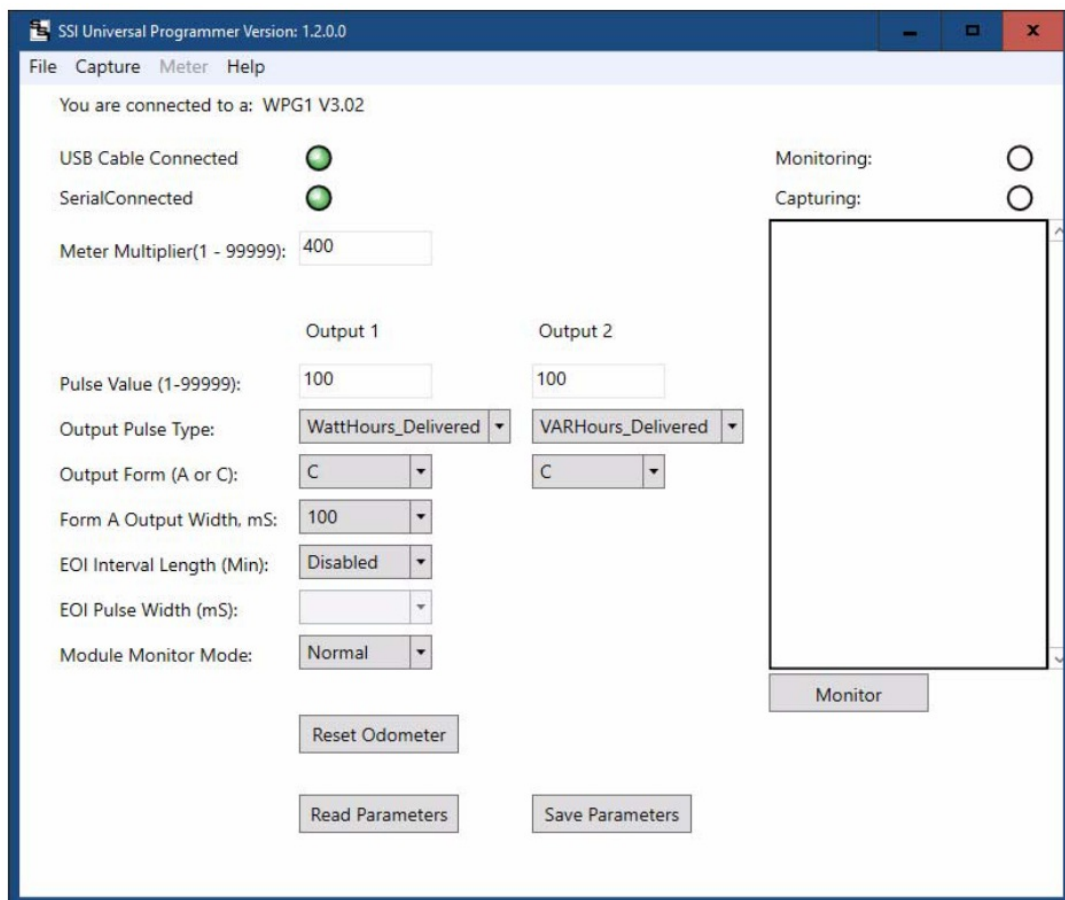 SSI Universal Programmer Version: 1.2.0.0
File Capture Meter Help
You are connected to a: WPG1 V3.02
USB Cable Connected
Monitoring:
SerialConnected
Capturing:
Meter Multiplier(1 - 99999): 400
Output 1 Output 2
Pulse Value (1-99999): 100 100
Output Pulse Type: WattHours_Delivered VARHours_Delivered
Output Form (A or C): C C
Form A Output Width, mS: 100
EOI Interval Length (Min): Disabled
EOI Pulse Width (mS):
Module Monitor Mode: Normal
Monitor
Reset Odometer
Read Parameters Save Parameters